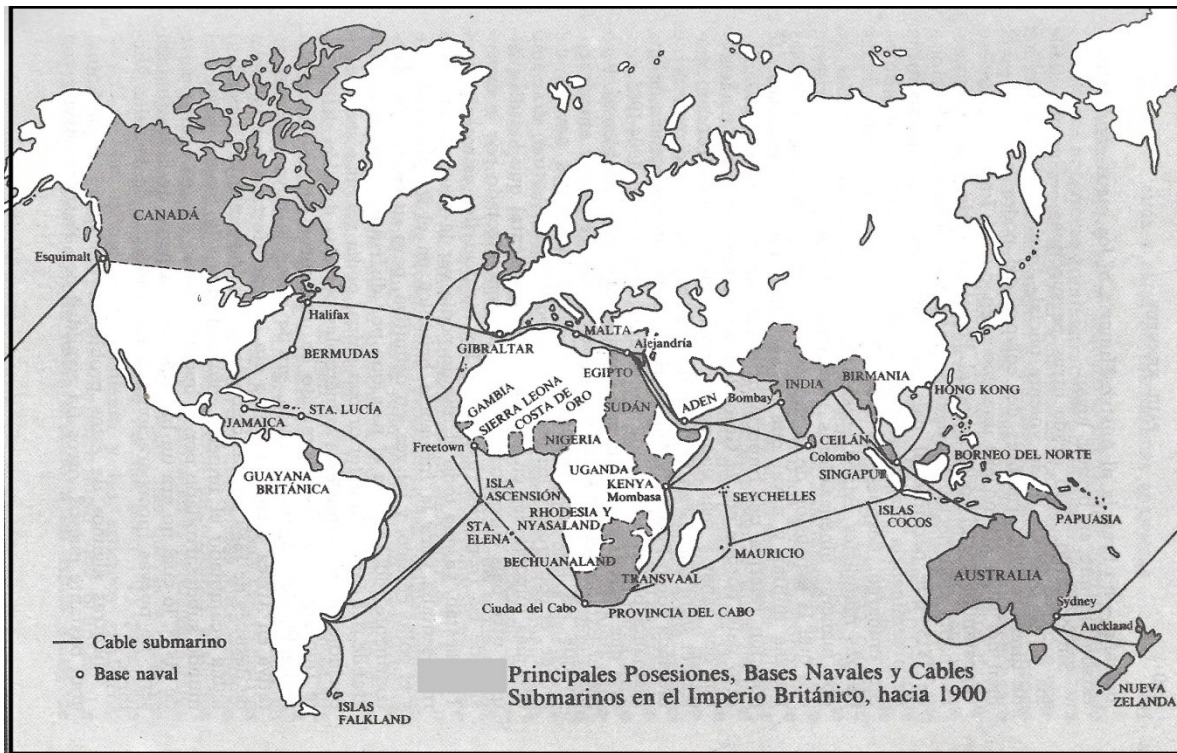 CANADÁ
Esquimalt
Halifax
BERMUDAS
STA. LUCÍA
JAMAICA
GUAYANA
BRITÁNICA
ISLAS
FALKLAND
GIBRALTAR
MALTA
Alejandría
EGIPTO
SUDÁN
GAMBIA
SIERRA LEONA
COSTA DE
ORO
NIGERIA
Freetown
ISLA
ASCENSIÓN
STA.
ELENA
UGANDA
KENYA
Mombasa
RHODESIA Y
NYASALAND
BECHUANALAND
TRANSVAAL
Ciudad del Cabo
PROVINCIA DEL CABO
ADEN
Bombay
INDIA
BIRMANIA
HONG KONG
CEILÁN
Colombo
SINGAPUR
BORNEO DEL NORTE
SEYCHELLES
MAURICIO
ISLAS
COCOS
PAPUASIA
AUSTRALIA
Sydney
Auckland
NUEVA
ZELANDA
Cable submarino
Base naval
Principales Posesiones, Bases Navales y Cables
Submarinos en el Imperio Británico, hacia 1900